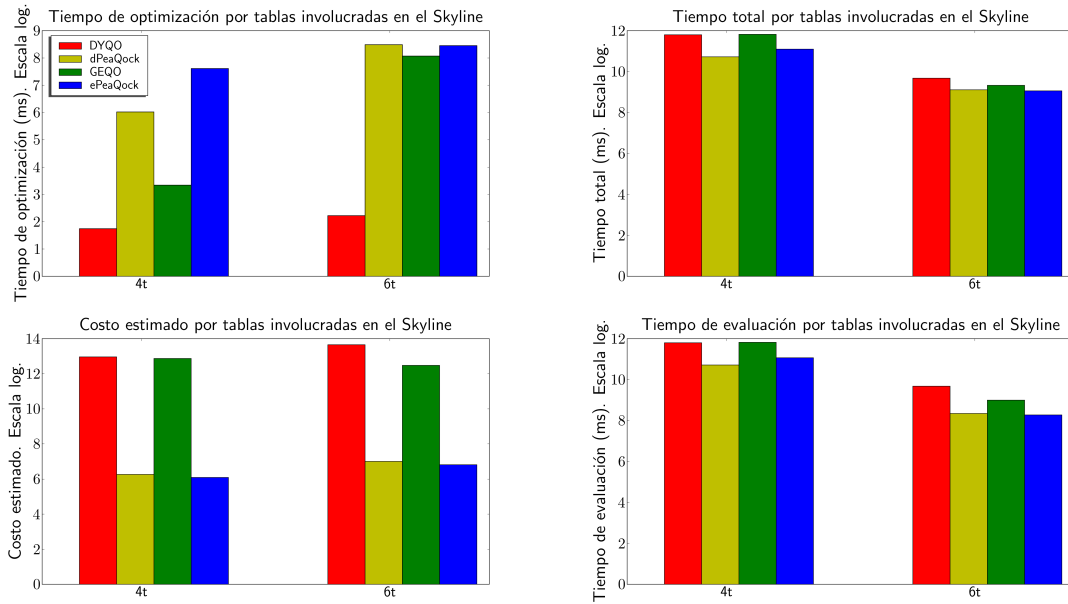 Tiempo de optimización por tablas involucradas en el Skyline
Tiempo de optimización (ms). Escala log.
9
8
7
6
5
4
3
2
1
0
DYQO
dPeaQock
GEQO
ePeaQock
4t
6t
Tiempo total por tablas involucradas en el Skyline
Tiempo total (ms). Escala log.
12
10
8
6
4
2
0
4t
6t
Costo estimado por tablas involucradas en el Skyline
Costo estimado. Escala log.
14
12
10
8
6
4
2
0
4t
6t
Tiempo de evaluación por tablas involucradas en el Skyline
Tiempo de evaluación (ms). Escala log.
12
10
8
6
4
2
0
4t
6t